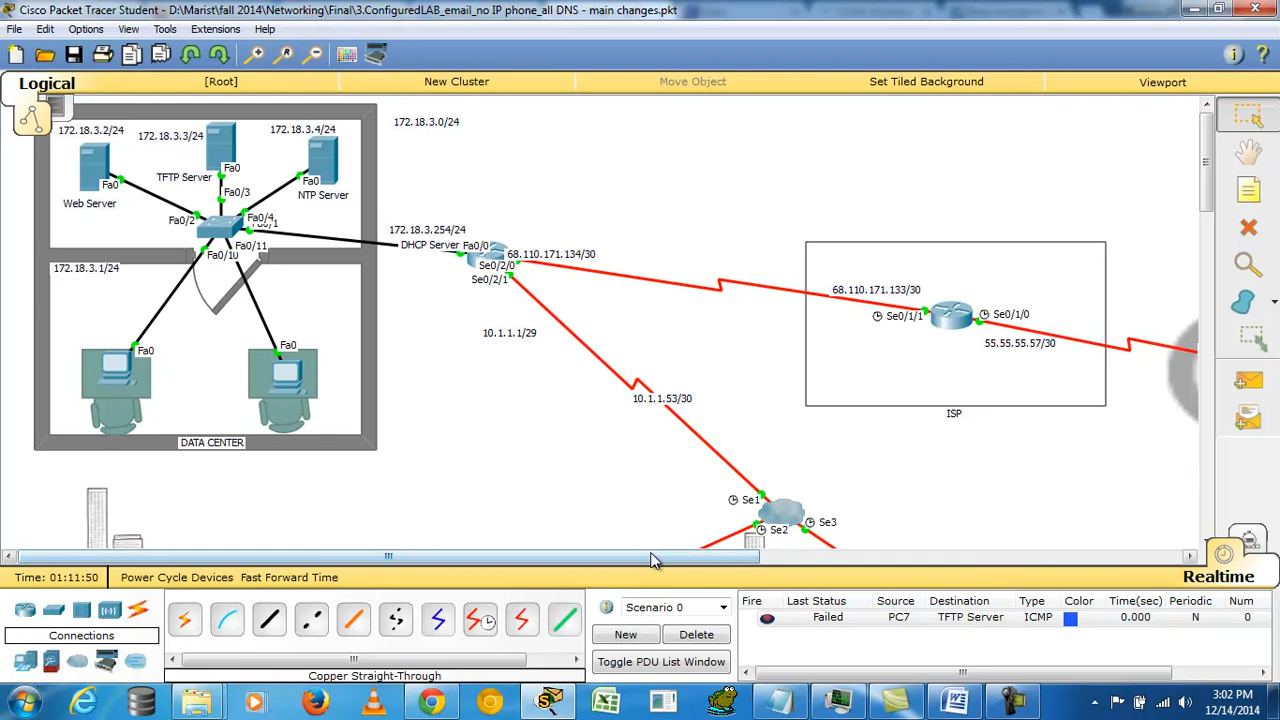 Cisco Packet Tracer Student - D:\Marist\fall 2014\Networking\Final\3.ConfiguredLAB_email_no IP phone_all DNS - main changes.pkt
File Edit Options View Tools Extensions Help
Logical [Root] New Cluster Move Object Set Tiled Background Viewport
172.18.3.2/24
172.18.3.3/24
172.18.3.4/24
172.18.3.0/24
Fa0
Fa0
Fa0
TFTP Server
NTP Server
Web Server
Fa0/3
Fa0/2
Fa0/4
Fa0/11
Fa0/10
172.18.3.254/24
DHCP Server Fa0/0
68.110.171.134/30
Se0/2/0
Se0/2/1
172.18.3.1/24
68.110.171.133/30
Se0/1/1
Se0/1/0
55.55.55.57/30
10.1.1.1/29
Fa0
Fa0
10.1.1.53/30
ISP
DATA CENTER
Se1
Se2
Se3
Time: 01:11:50 Power Cycle Devices Fast Forward Time
Realtime
Connections
Scenario 0
New Delete
Toggle PDU List Window
Copper Straight-Through
Fire Last Status Source Destination Type Color Time(sec) Periodic Num
Failed PC7 TFTP Server ICMP 0.000 N 0
3:02 PM
12/14/2014